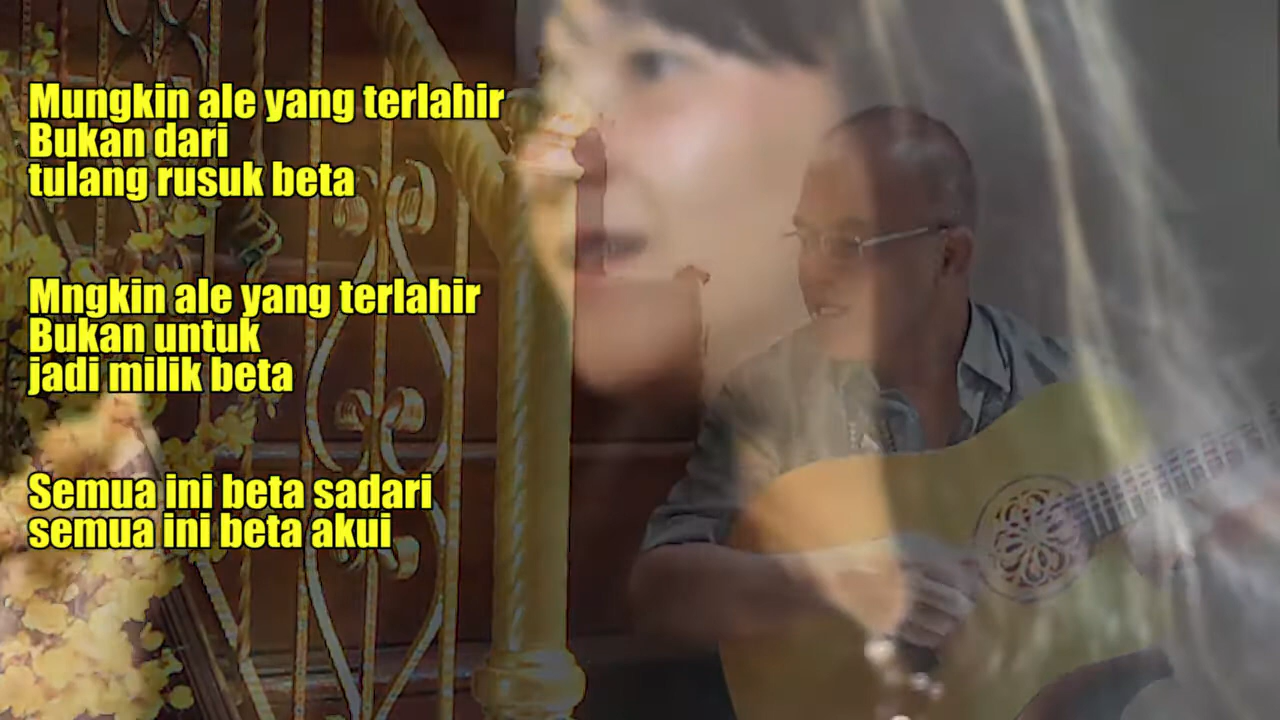 Mungkin ale yang terlahir
Bukan dari
tulang rusuk beta
Mngkin ale yang terlahir
Bukan untuk
jadi milik beta
Semua ini beta sadari
semua ini beta akui